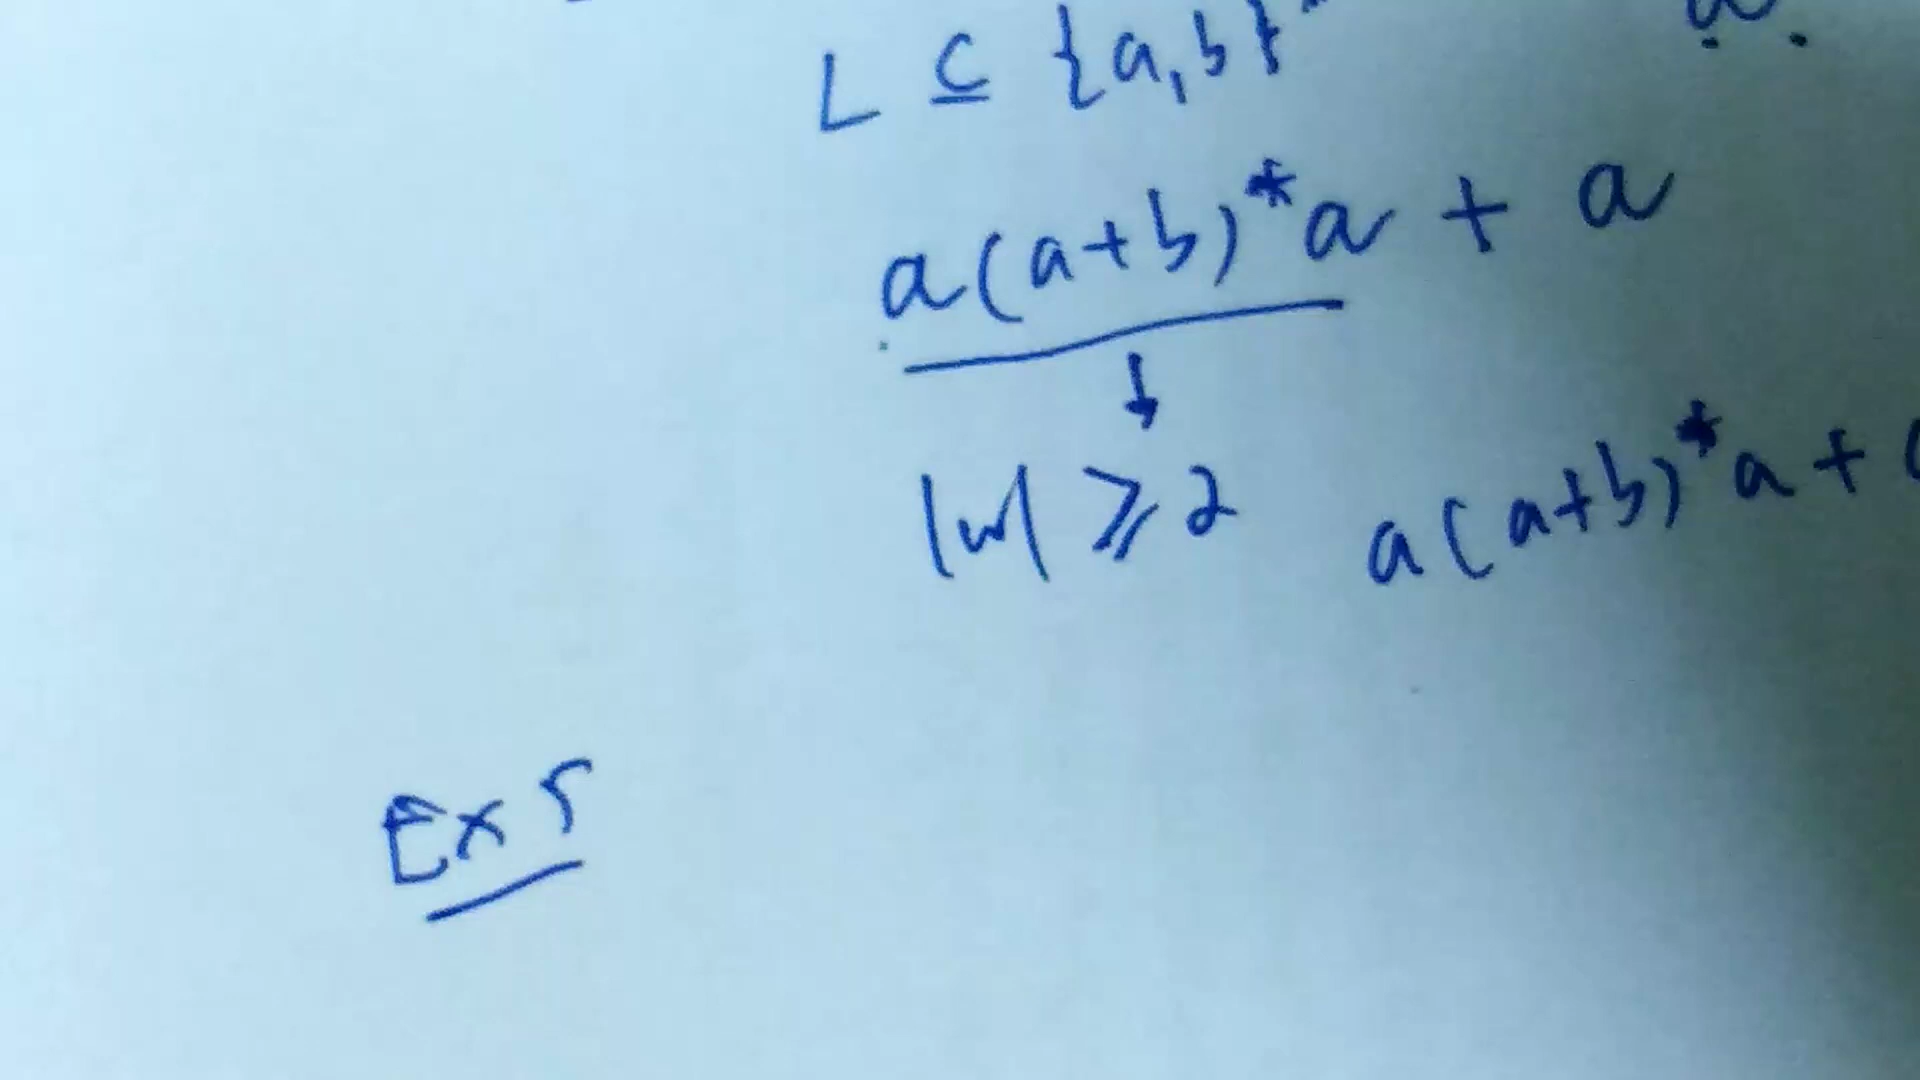 L ⊆ {a,b}*
a(a+b)*a + a
|w| ≥ 2
a(a+b)*a +
Ex 5